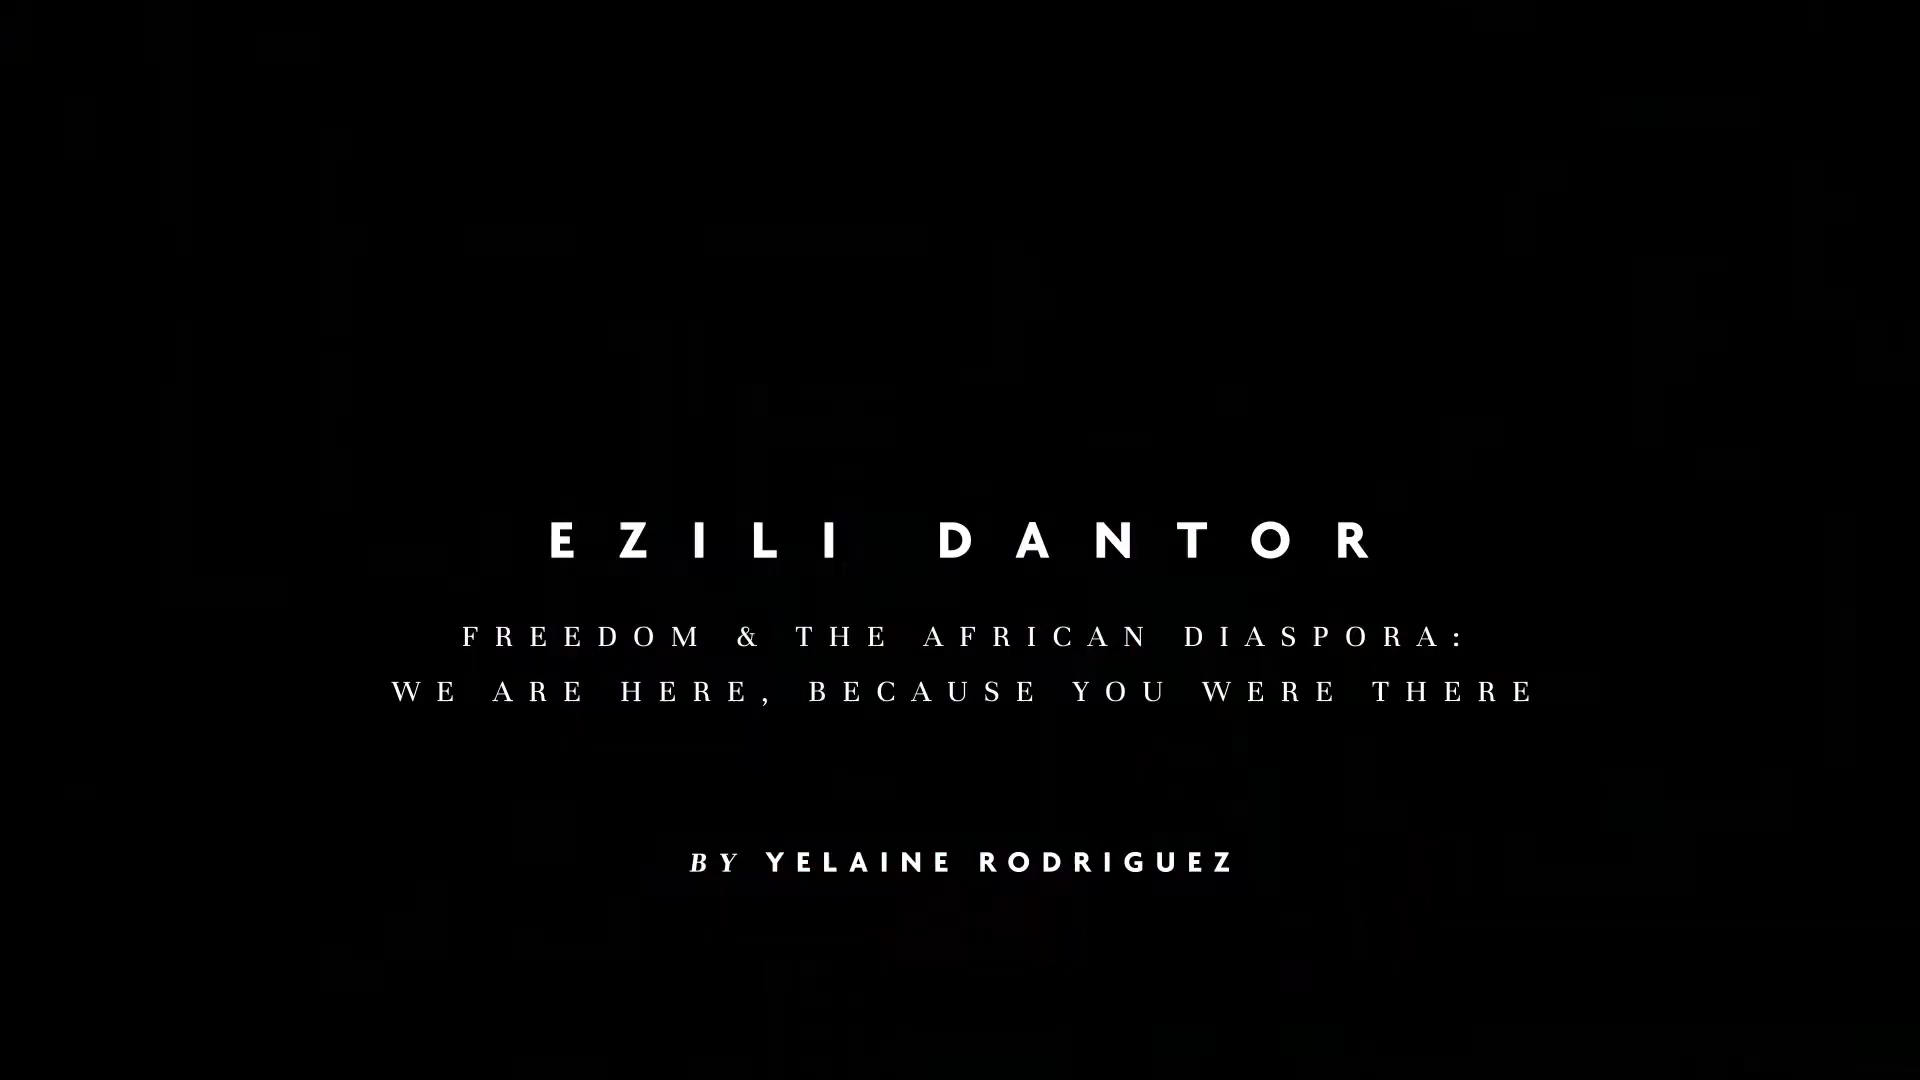 EZILI DANTOR
FREEDOM & THE AFRICAN DIASPORA:
WE ARE HERE, BECAUSE YOU WERE THERE
BY YELAINE RODRIGUEZ